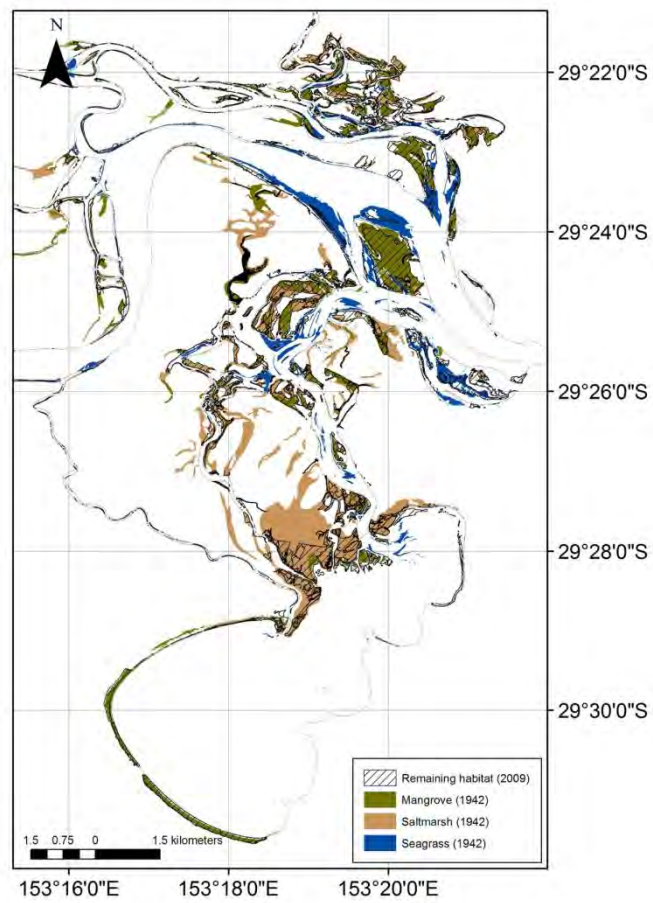 N
29°22'0"S
29°24'0"S
29°26'0"S
29°28'0"S
29°30'0"S
Remaining habitat (2009)
Mangrove (1942)
Saltmarsh (1942)
Seagrass (1942)
1.5 0.75 0 1.5 kilometers
153°16'0"E 153°18'0"E 153°20'0"E